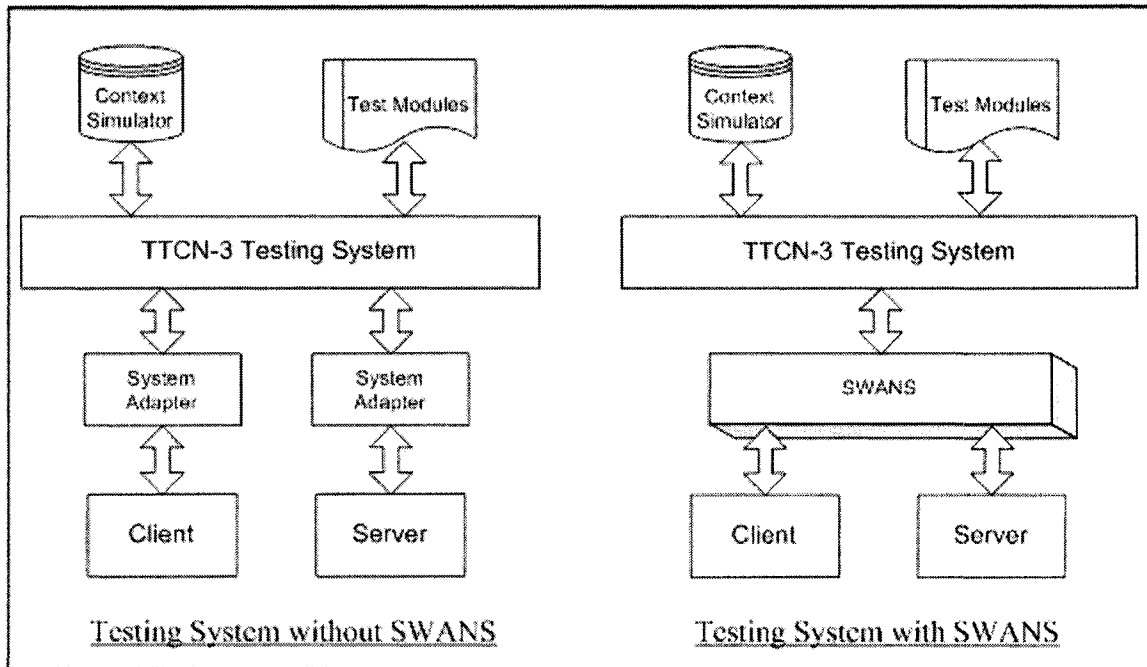 Context
Simulator
Test Modules
TTCN-3 Testing System
System
Adapter
System
Adapter
Client
Server
Testing System without SWANS
Context
Simulator
Test Modules
TTCN-3 Testing System
SWANS
Client
Server
Testing System with SWANS